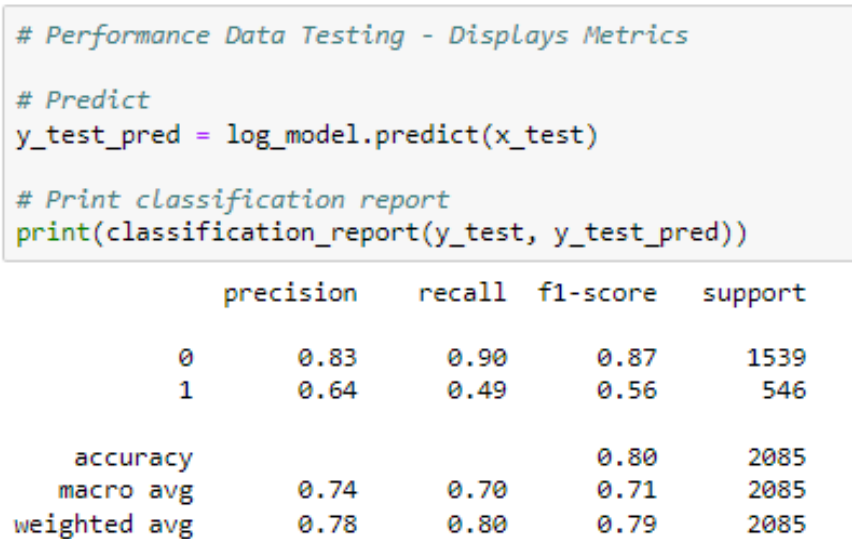 # Performance Data Testing - Displays Metrics
# Predict
y_test_pred = log_model.predict(x_test)
# Print classification report
print(classification_report(y_test, y_test_pred))
precision recall f1-score support
0 0.83 0.90 0.87 1539
1 0.64 0.49 0.56 546
accuracy 0.80 2085
macro avg 0.74 0.70 0.71 2085
weighted avg 0.78 0.80 0.79 2085